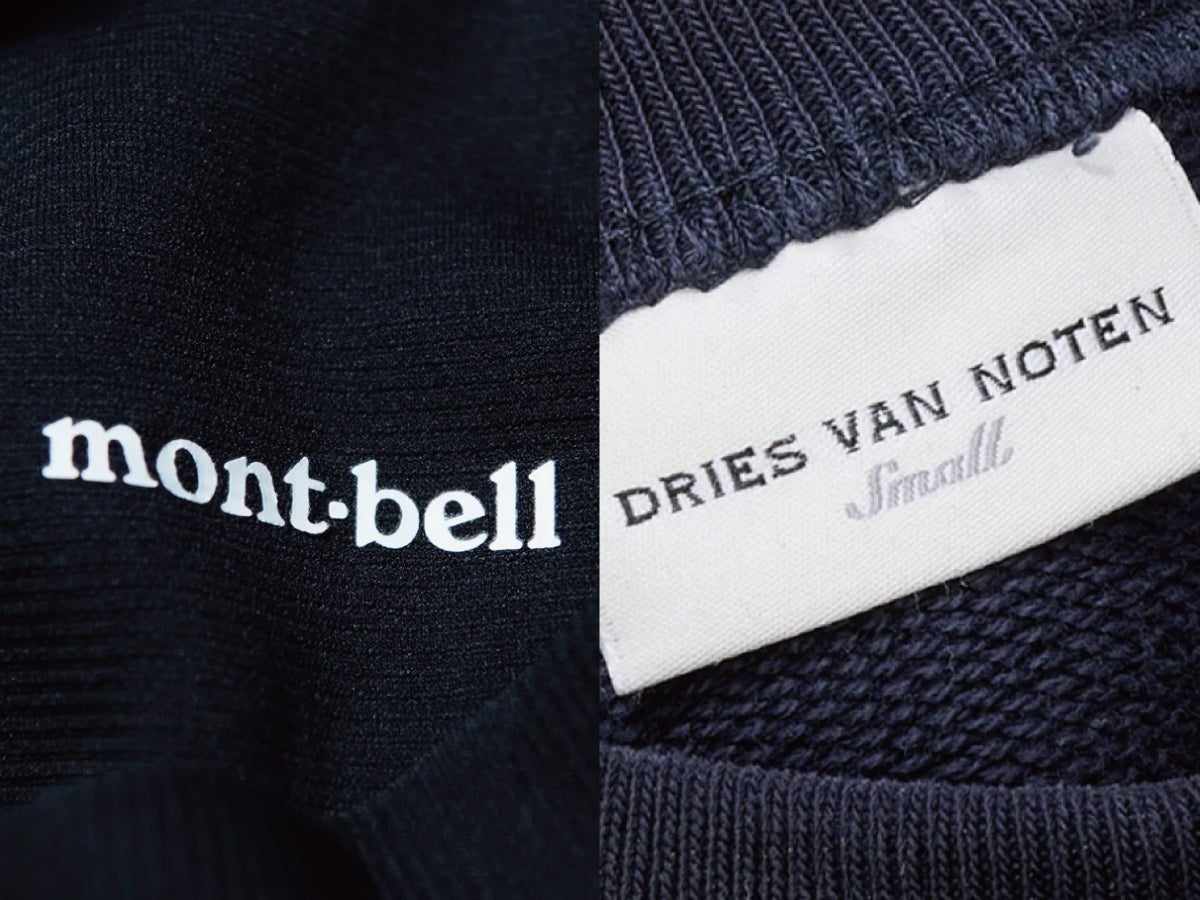 mont-bell
DRIES VAN NOTEN
Small